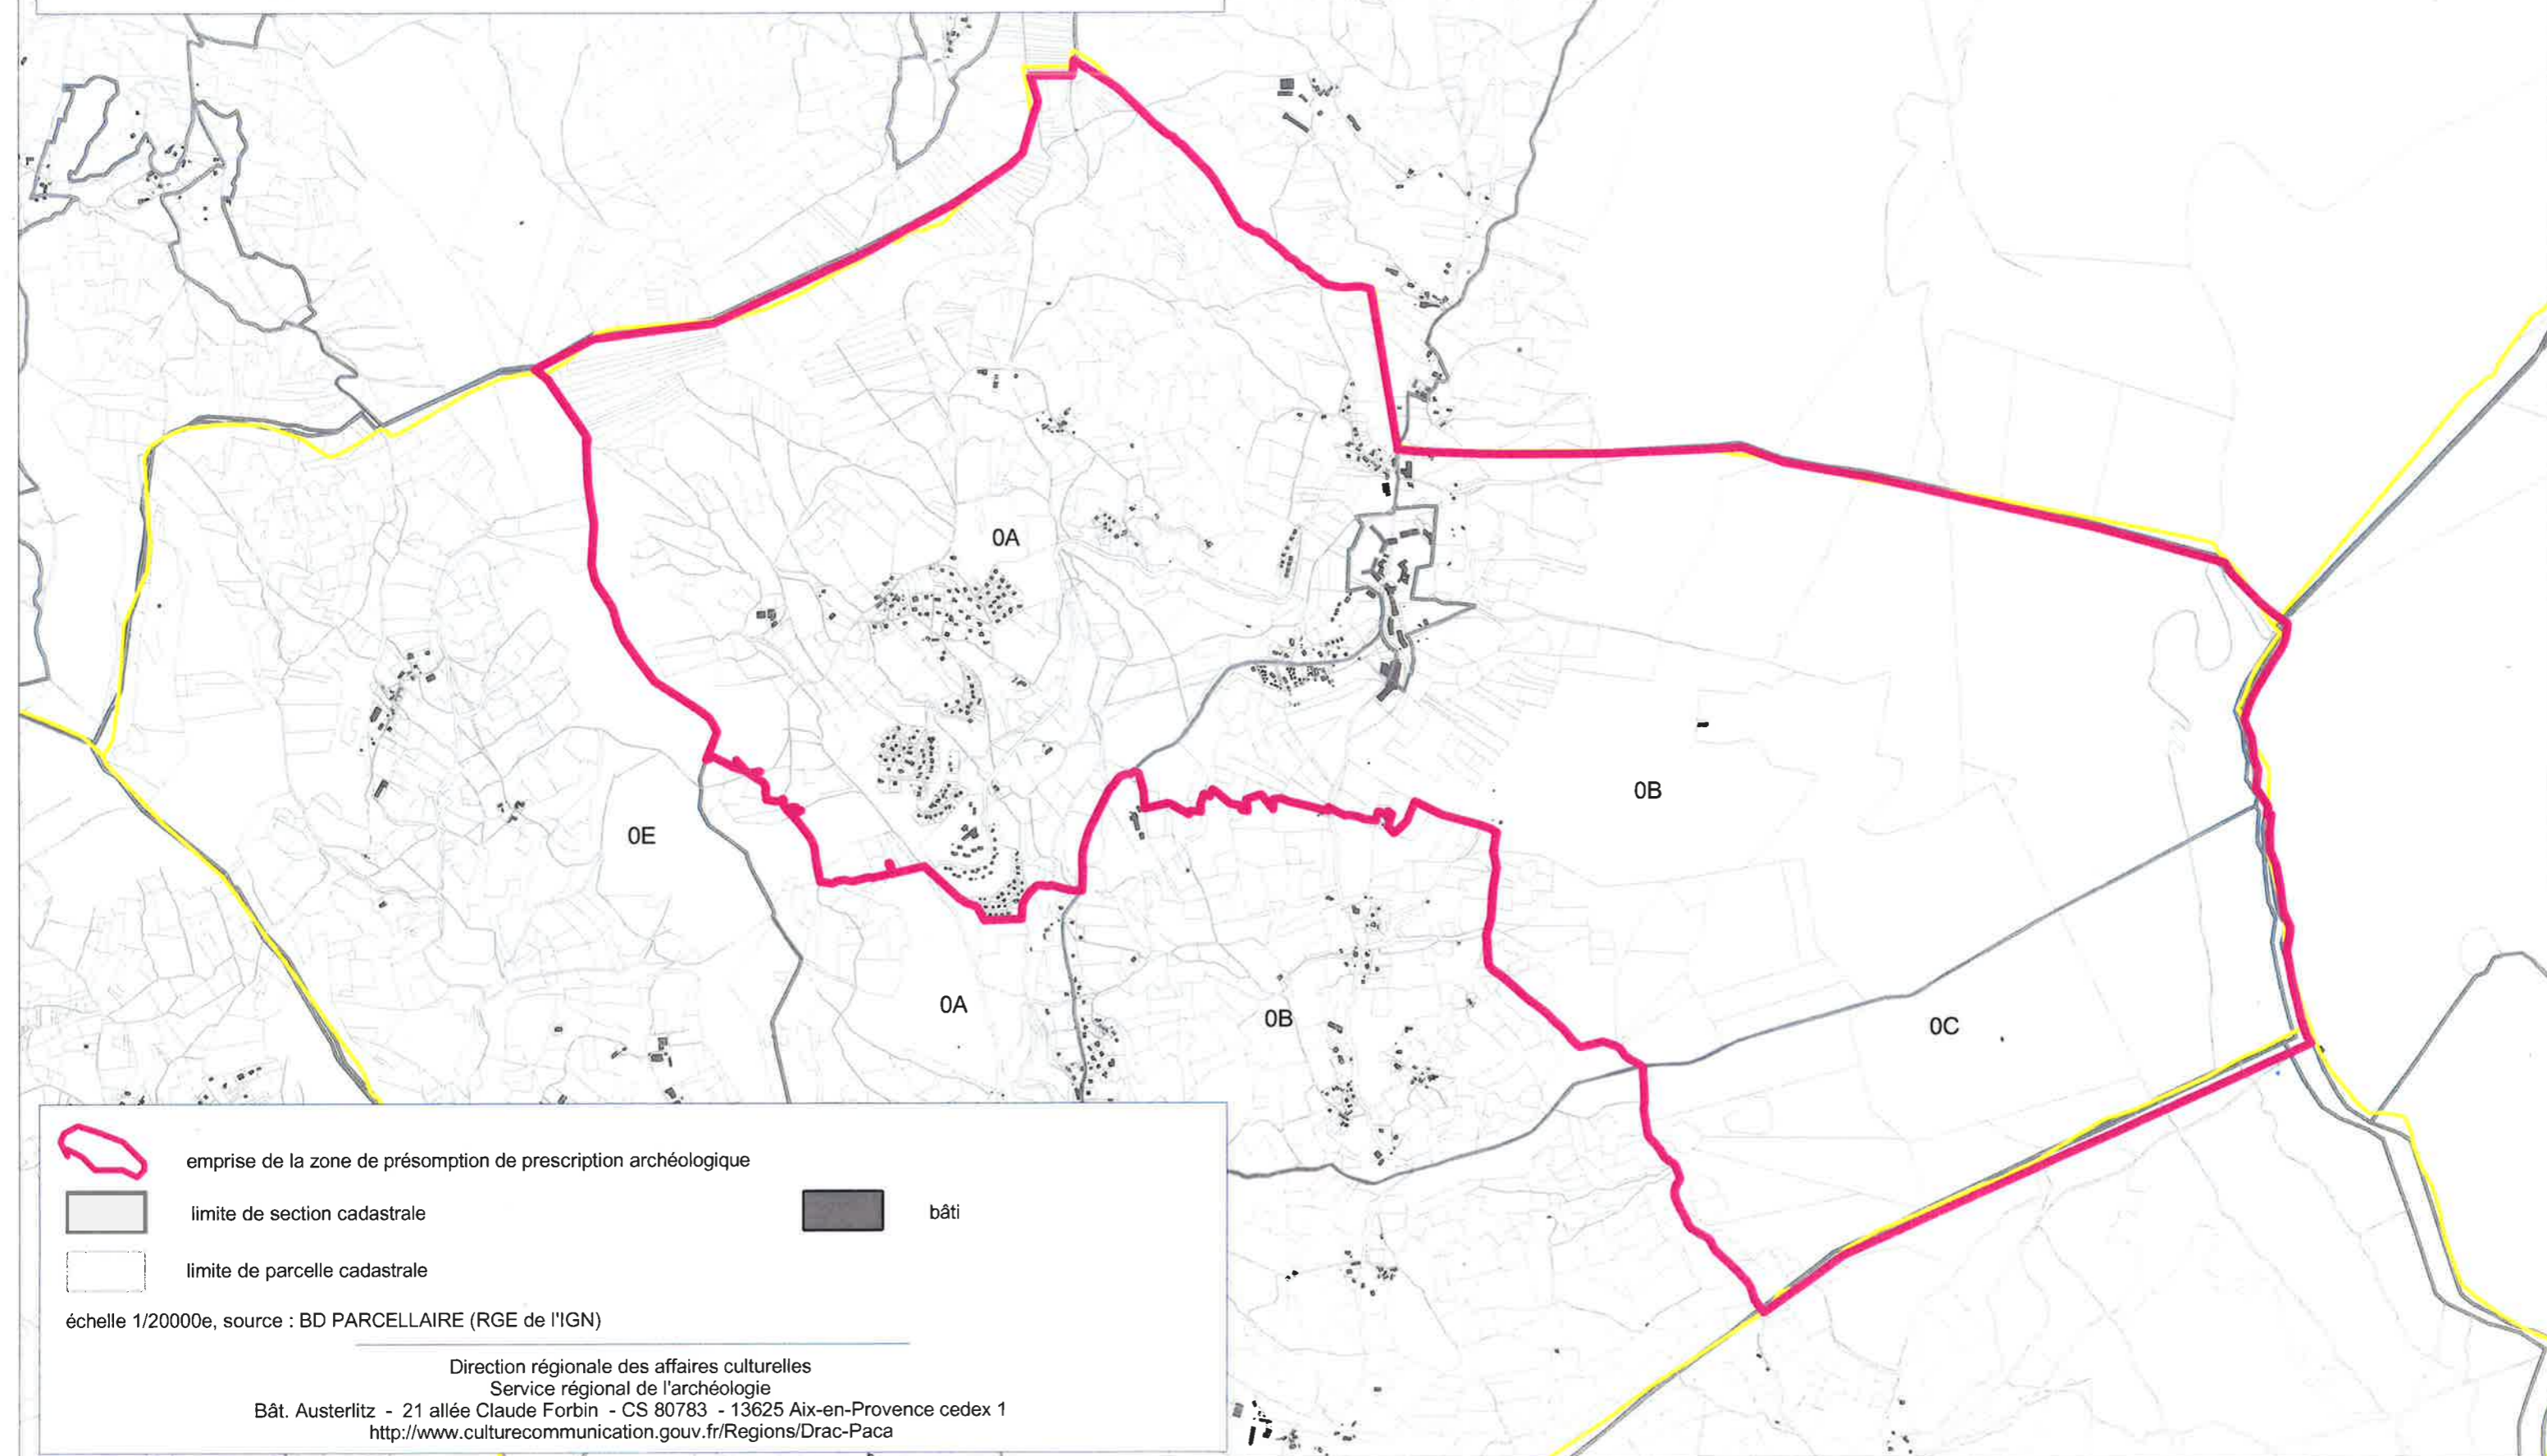 0A
0B
0E
0A
0B
0C
emprise de la zone de présomption de prescription archéologique
limite de section cadastrale
bâti
limite de parcelle cadastrale
échelle 1/20000e, source : BD PARCELLAIRE (RGE de l'IGN)
Direction régionale des affaires culturelles
Service régional de l'archéologie
Bât. Austerlitz - 21 allée Claude Forbin - CS 80783 - 13625 Aix-en-Provence cedex 1
http://www.culturecommunication.gouv.fr/Regions/Drac-Paca